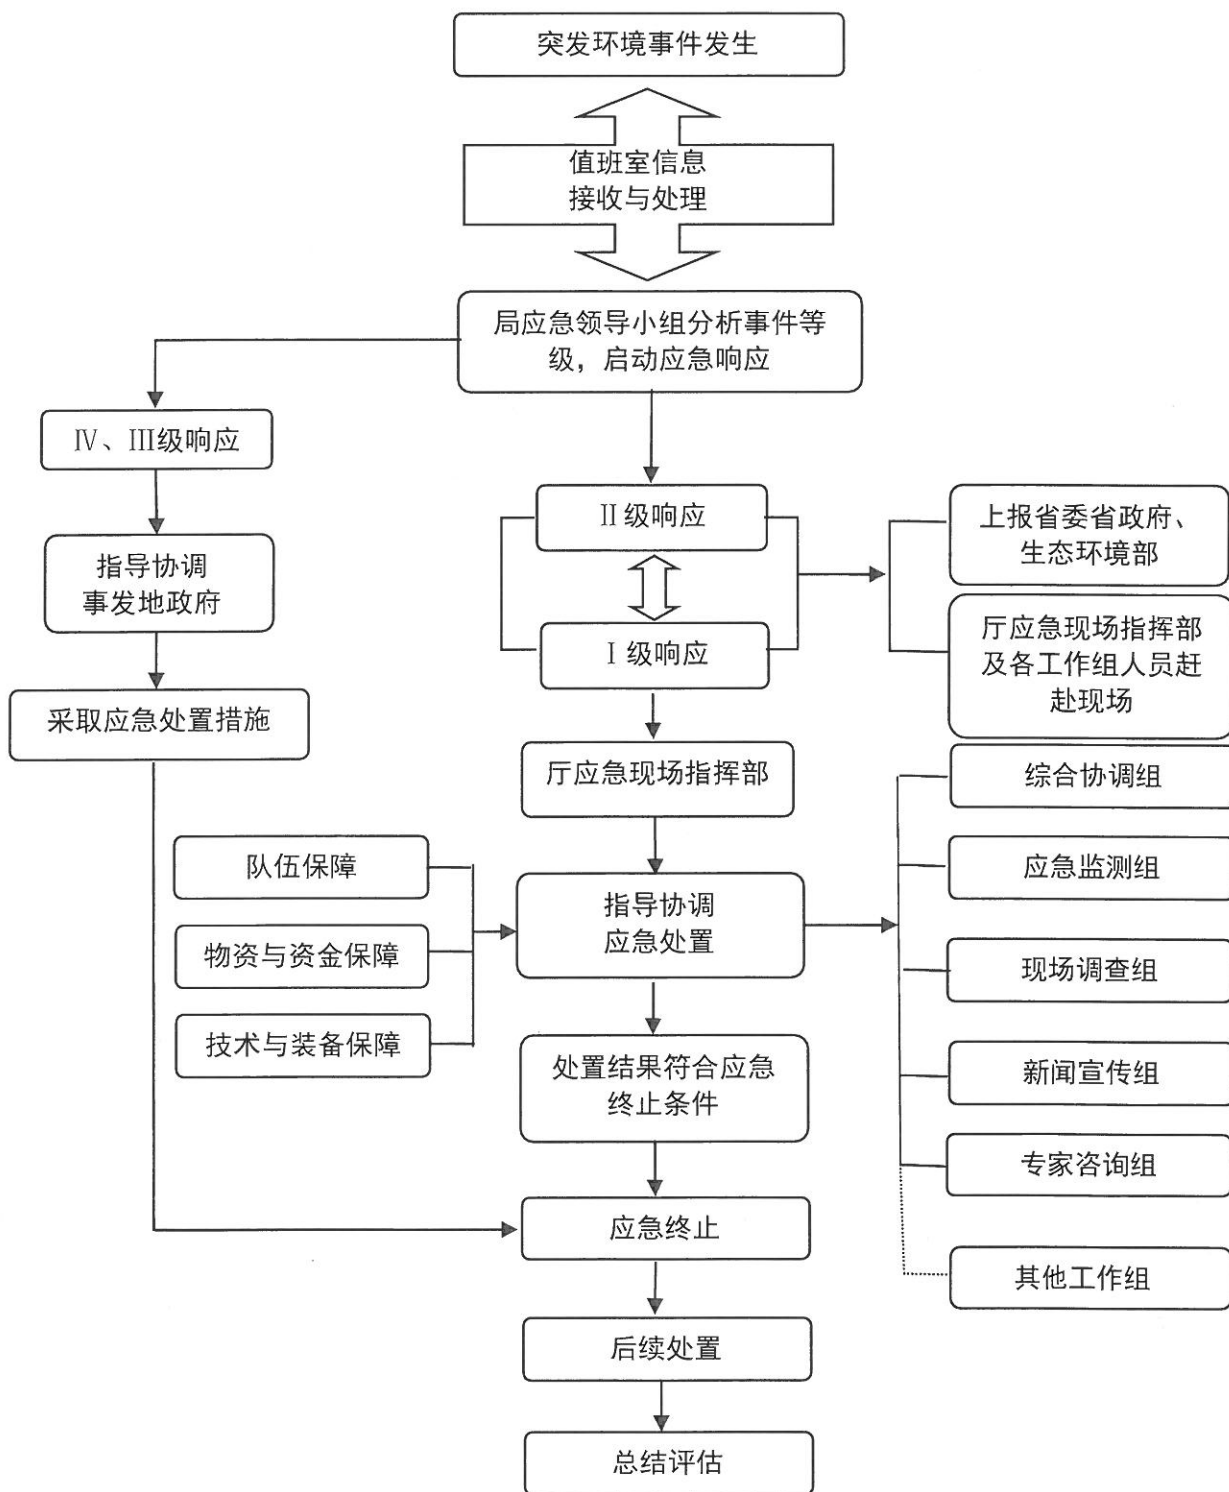 突发环境事件发生
值班室信息
接收与处理
局应急领导小组分析事件等
级，启动应急响应
Ⅳ、Ⅲ级响应
指导协调
事发地政府
采取应急处置措施
Ⅱ级响应
Ⅰ级响应
上报省委省政府、
生态环境部
厅应急现场指挥部
及各工作组人员赶
赴现场
厅应急现场指挥部
队伍保障
物资与资金保障
技术与装备保障
指导协调
应急处置
综合协调组
应急监测组
现场调查组
新闻宣传组
专家咨询组
其他工作组
处置结果符合应急
终止条件
应急终止
后续处置
总结评估